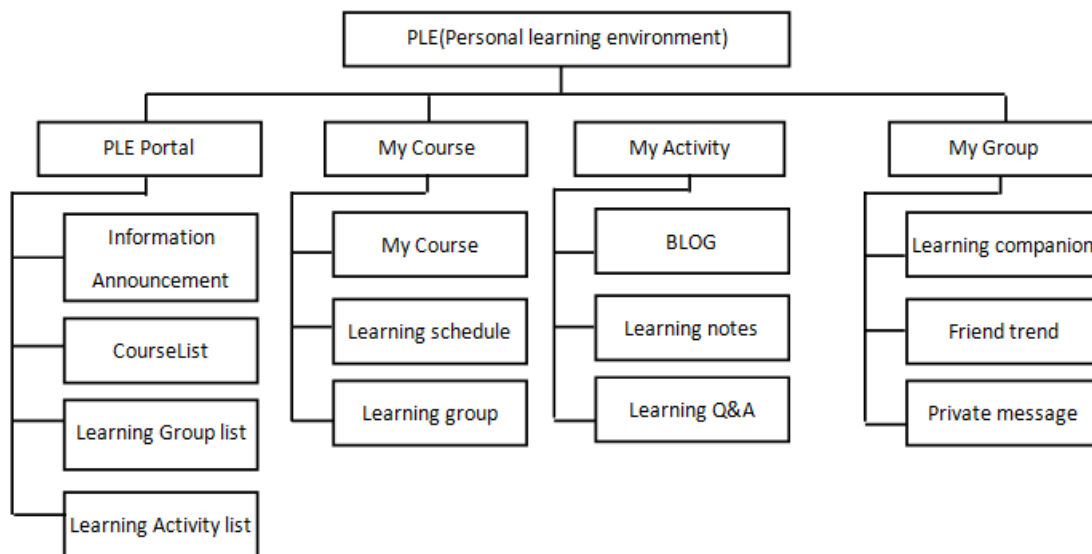 PLE(Personal learning environment)
PLE Portal
My Course
My Activity
My Group
Information
Announcement
CourseList
Learning Group list
Learning Activity list
My Course
Learning schedule
Learning group
BLOG
Learning notes
Learning Q&A
Learning companion
Friend trend
Private message